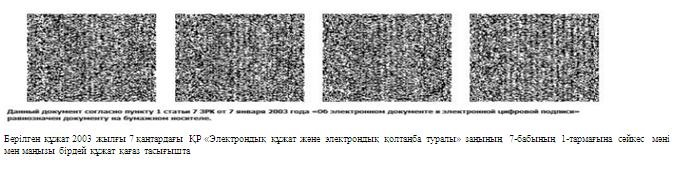 Данный документ согласно пункту 1 статьи 7 ЗРК от 7 января 2003 года «Об электронном документе и электронной цифровой подписи»
равнозначен документу на бумажном носителе.
Берілген құжат 2003 жылғы 7 қантардағы ҚР «Электрондық құжат және электрондық қолтаңба туралы» заңының 7-бабының 1-тармағына сәйкес мәні
мен маңызы бірдей құжат қағаз тасығышта